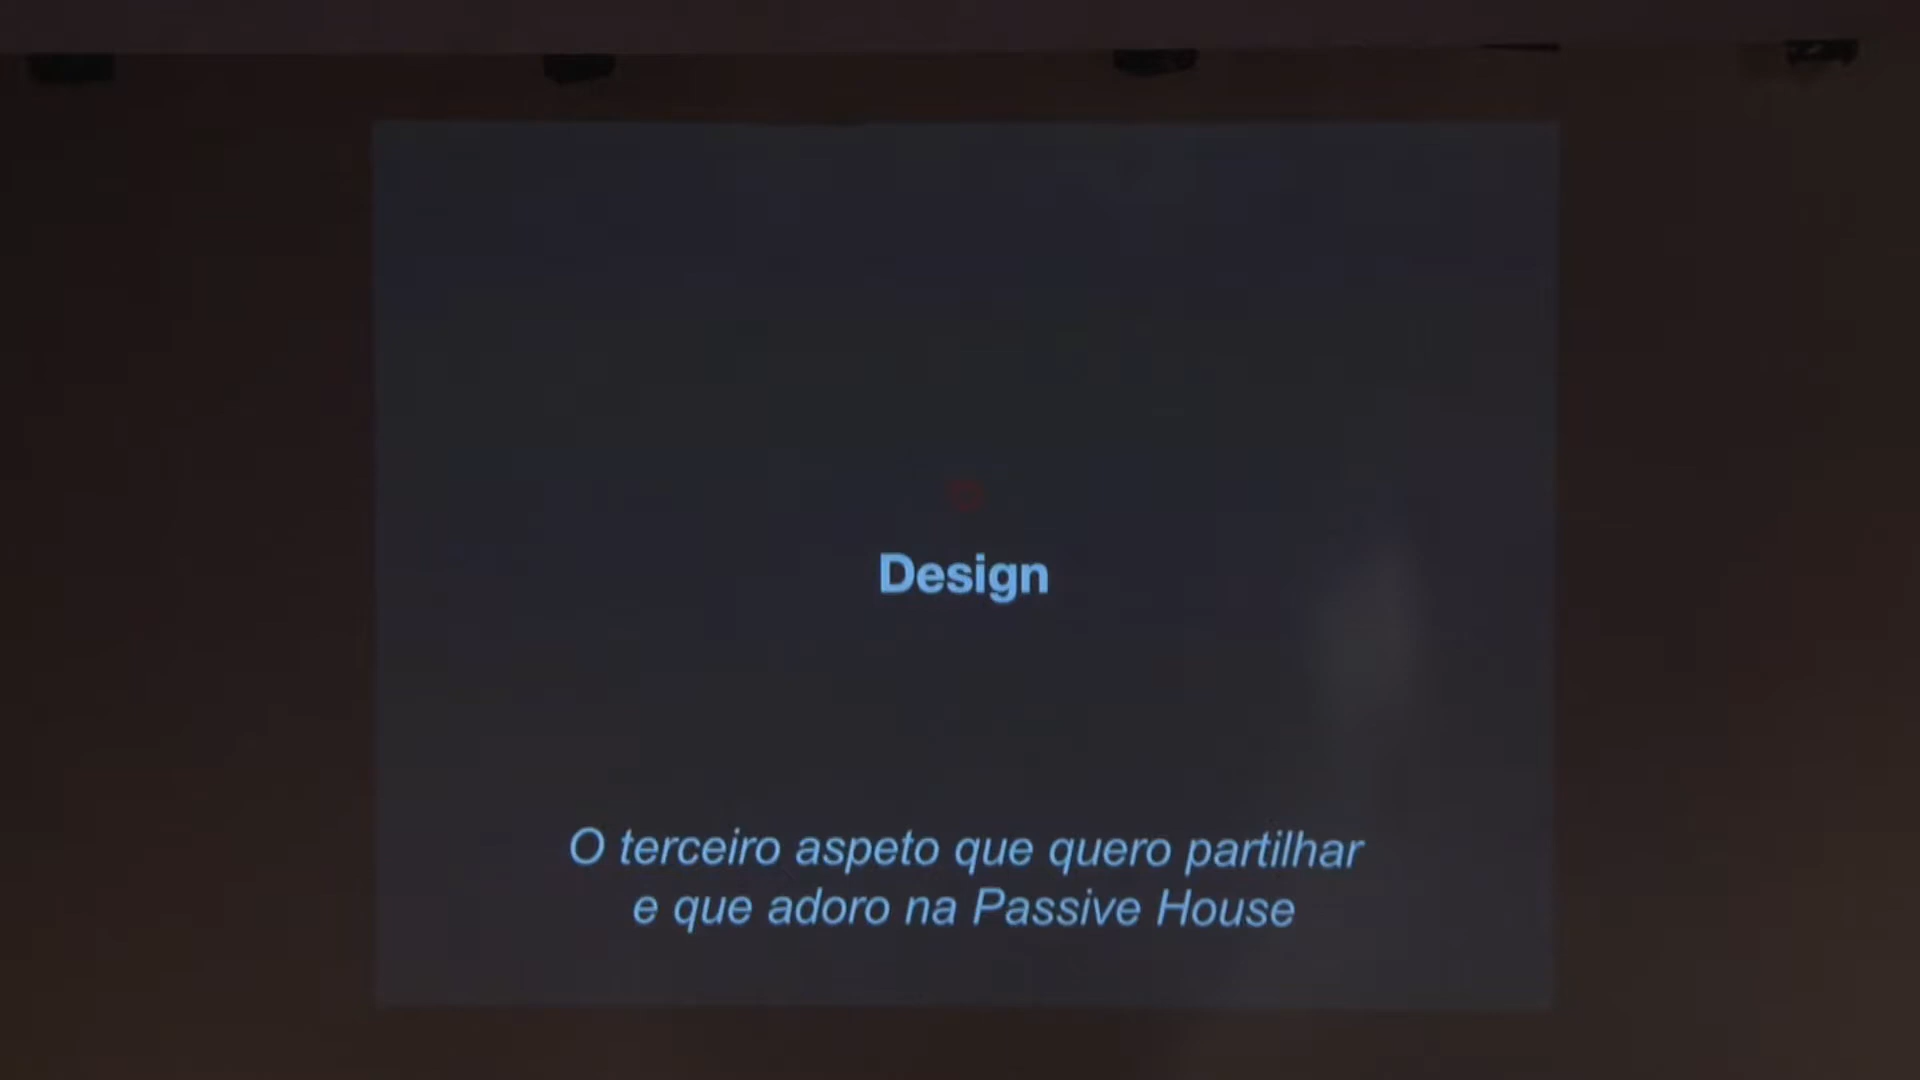 Design
O terceiro aspeto que quero partilhar
e que adoro na Passive House